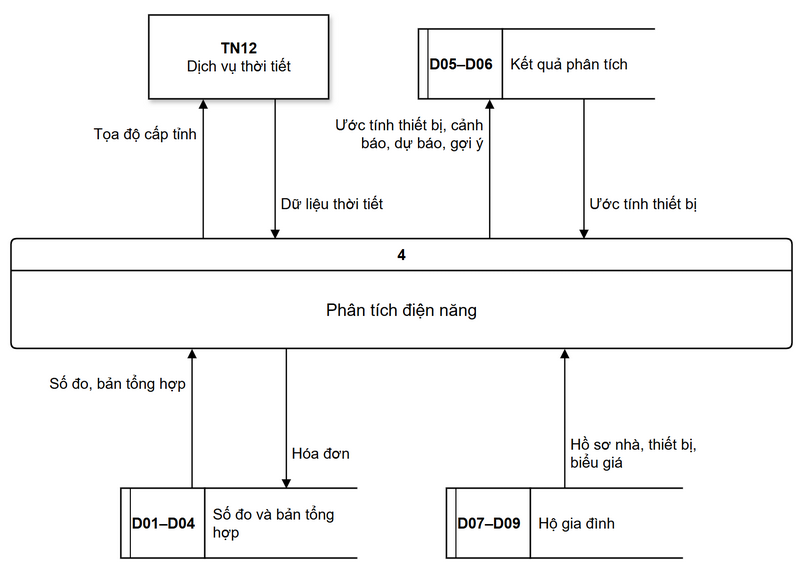 TN12
Dịch vụ thời tiết
D05–D06
Kết quả phân tích
Tọa độ cấp tỉnh
Ước tính thiết bị, cảnh
báo, dự báo, gợi ý
Dữ liệu thời tiết
Ước tính thiết bị
4
Phân tích điện năng
Số đo, bản tổng hợp
Hóa đơn
Hồ sơ nhà, thiết bị,
biểu giá
D01–D04
Số đo và bản tổng
hợp
D07–D09
Hộ gia đình